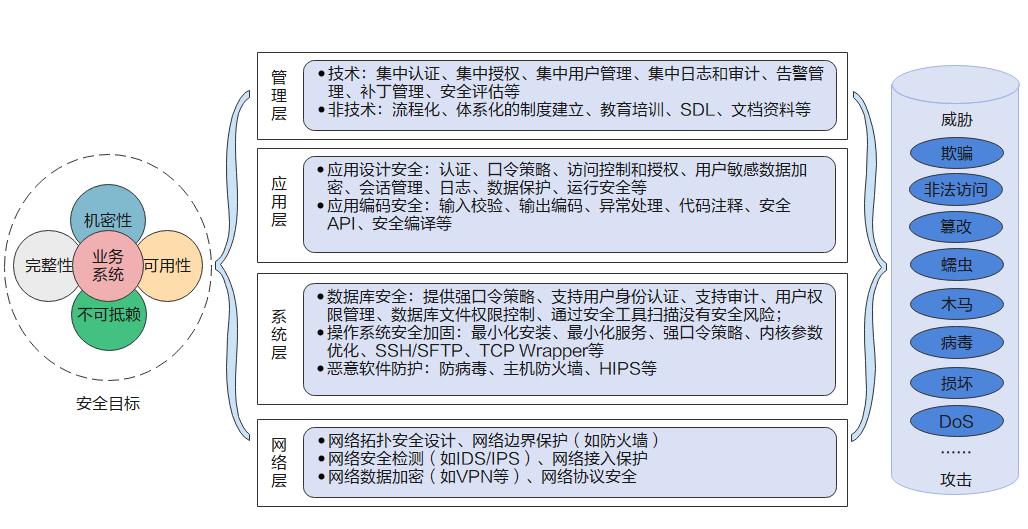 机密性
完整性
业务
系统
可用性
不可抵赖
安全目标
管
理
层
•技术：集中认证、集中授权、集中用户管理、集中日志和审计、告警管
理、补丁管理、安全评估等
•非技术：流程化、体系化的制度建立、教育培训、SDL、文档资料等
应
用
层
•应用设计安全：认证、口令策略、访问控制和授权、用户敏感数据加
密、会话管理、日志、数据保护、运行安全等
•应用编码安全：输入校验、输出编码、异常处理、代码注释、安全
API、安全编译等
系
统
层
•数据库安全：提供强口令策略、支持用户身份认证、支持审计、用户权
限管理、数据库文件权限控制、通过安全工具扫描没有安全风险；
•操作系统安全加固：最小化安装、最小化服务、强口令策略、内核参数
优化、SSH/SFTP、TCP Wrapper等
•恶意软件防护：防病毒、主机防火墙、HIPS等
网
络
层
•网络拓扑安全设计、网络边界保护（如防火墙）
•网络安全检测（如IDS/IPS）、网络接入保护
•网络数据加密（如VPN等）、网络协议安全
威胁
欺骗
非法访问
篡改
蠕虫
木马
病毒
损坏
DoS
······
攻击